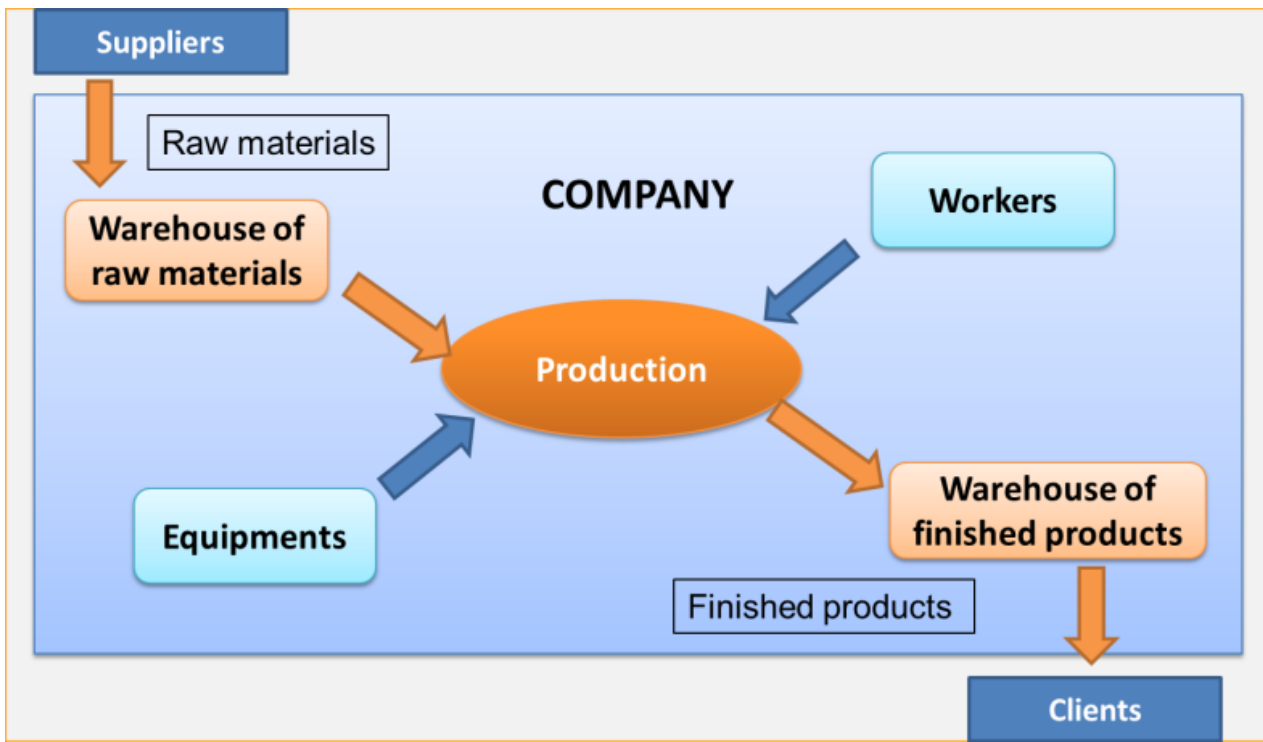 Suppliers
Raw materials
COMPANY
Workers
Warehouse of
raw materials
Production
Equipments
Warehouse of
finished products
Finished products
Clients